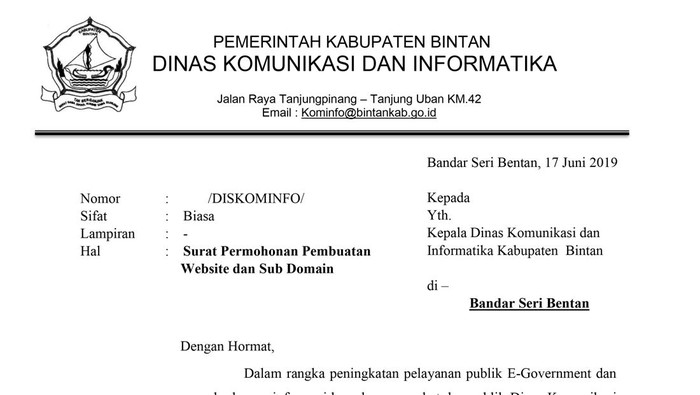 PEMERINTAH KABUPATEN BINTAN
DINAS KOMUNIKASI DAN INFORMATIKA
Jalan Raya Tanjungpinang – Tanjung Uban KM.42
Email : Kominfo@bintankab.go.id
Bandar Seri Bentan, 17 Juni 2019
Nomor : /DISKOMINFO/
Sifat : Biasa
Lampiran : -
Hal : Surat Permohonan Pembuatan
Website dan Sub Domain
Kepada
Yth.
Kepala Dinas Komunikasi dan
Informatika Kabupaten Bintan
di –
Bandar Seri Bentan
Dengan Hormat,
Dalam rangka peningkatan pelayanan publik E-Government dan